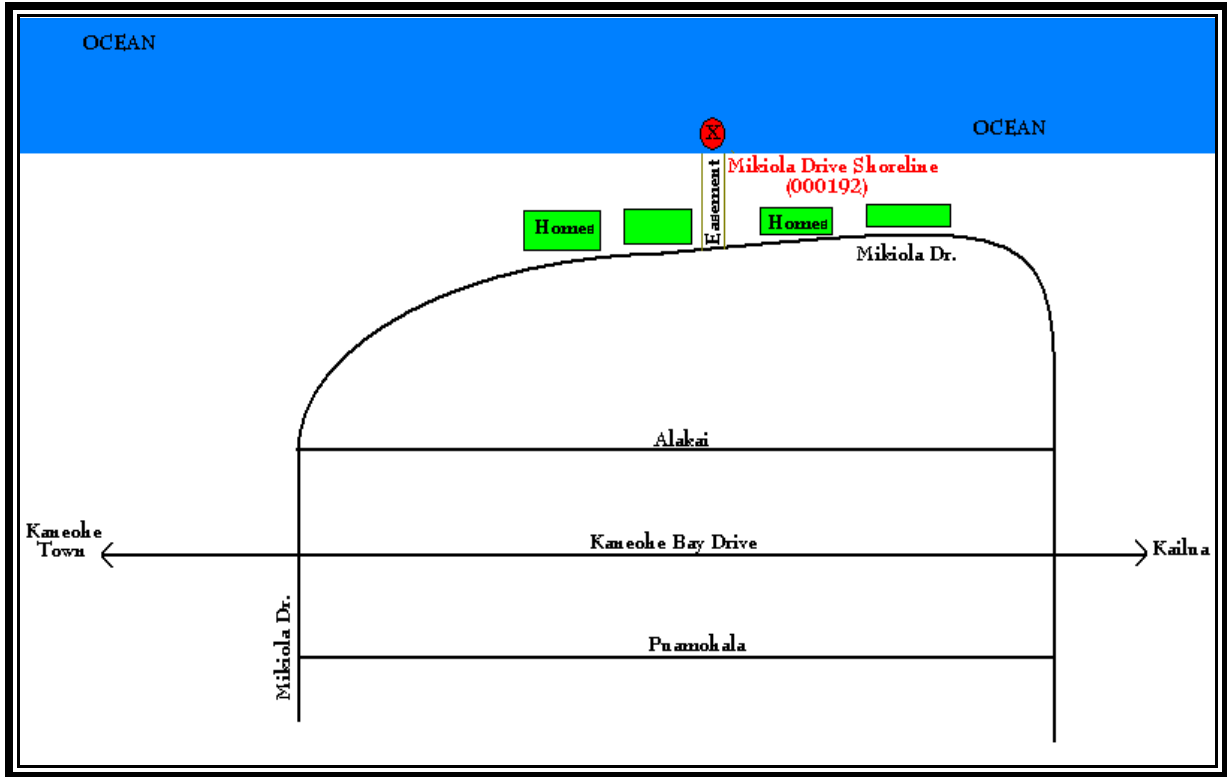 OCEAN
OCEAN
X
Mikiola Drive Shoreline
(000192)
Easement
Homes
Homes
Mikiola Dr.
Alakai
Kaneohe
Town
Kaneohe Bay Drive
Kailua
Mikiola Dr.
Puamohala